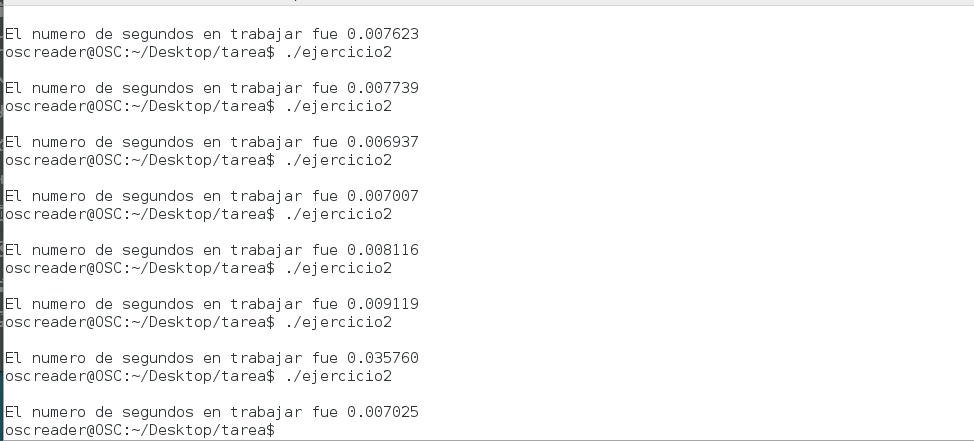 El numero de segundos en trabajar fue 0.007623
oscreader@OSC:~/Desktop/tarea$ ./ejercicio2
El numero de segundos en trabajar fue 0.007739
oscreader@OSC:~/Desktop/tarea$ ./ejercicio2
El numero de segundos en trabajar fue 0.006937
oscreader@OSC:~/Desktop/tarea$ ./ejercicio2
El numero de segundos en trabajar fue 0.007007
oscreader@OSC:~/Desktop/tarea$ ./ejercicio2
El numero de segundos en trabajar fue 0.008116
oscreader@OSC:~/Desktop/tarea$ ./ejercicio2
El numero de segundos en trabajar fue 0.009119
oscreader@OSC:~/Desktop/tarea$ ./ejercicio2
El numero de segundos en trabajar fue 0.035760
oscreader@OSC:~/Desktop/tarea$ ./ejercicio2
El numero de segundos en trabajar fue 0.007025
oscreader@OSC:~/Desktop/tarea$